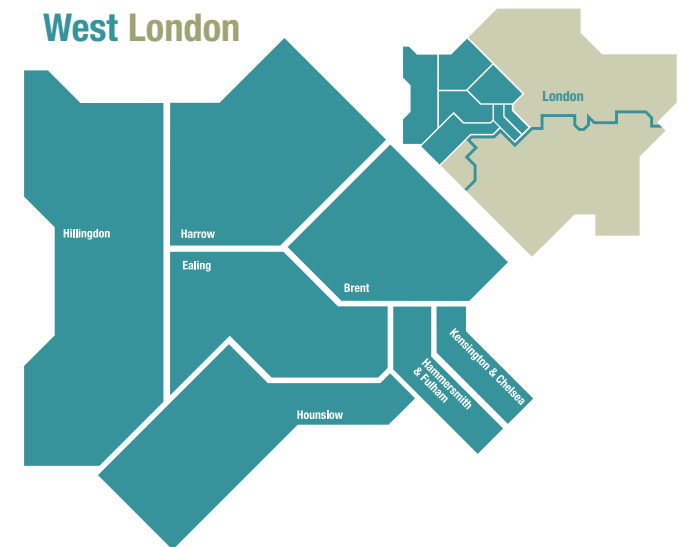 West London
London
Hillingdon
Harrow
Ealing
Brent
Kensington & Chelsea
Hammersmith
& Fulham
Hounslow